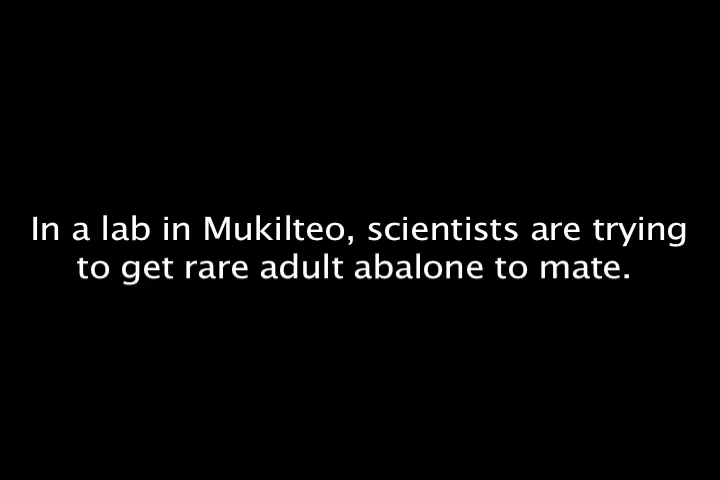 In a lab in Mukilteo, scientists are trying
to get rare adult abalone to mate.